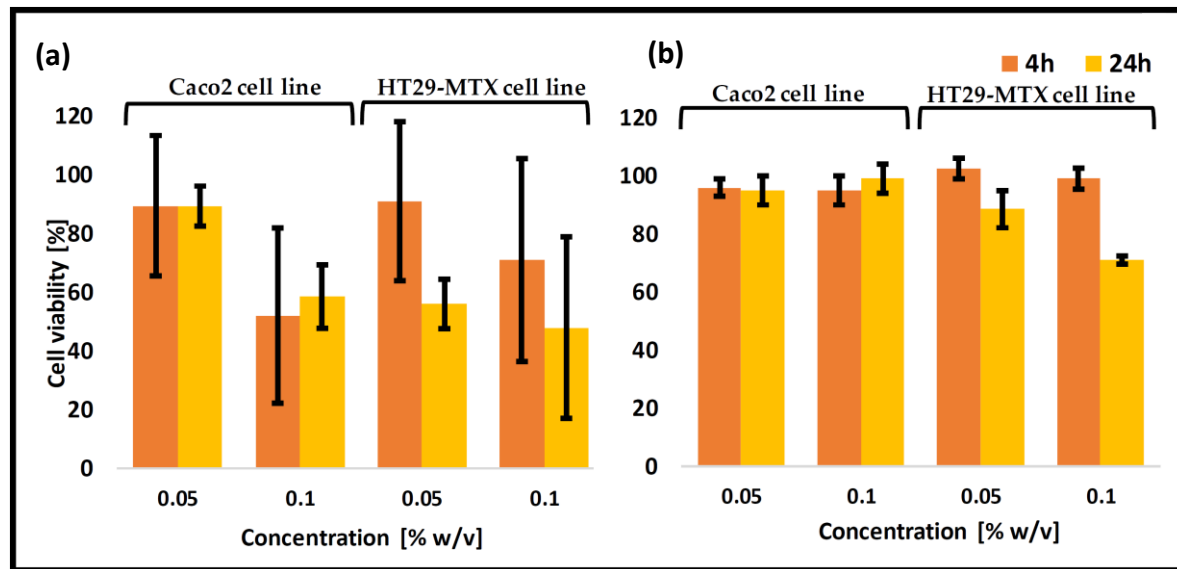 (a)
Caco2 cell line HT29-MTX cell line
120
100
80
60
40
20
0
Cell viability [%]
0.05 0.1 0.05 0.1
Concentration [% w/v]
(b)
4h 24h
Caco2 cell line HT29-MTX cell line
120
100
80
60
40
20
0
0.05 0.1 0.05 0.1
Concentration [% w/v]